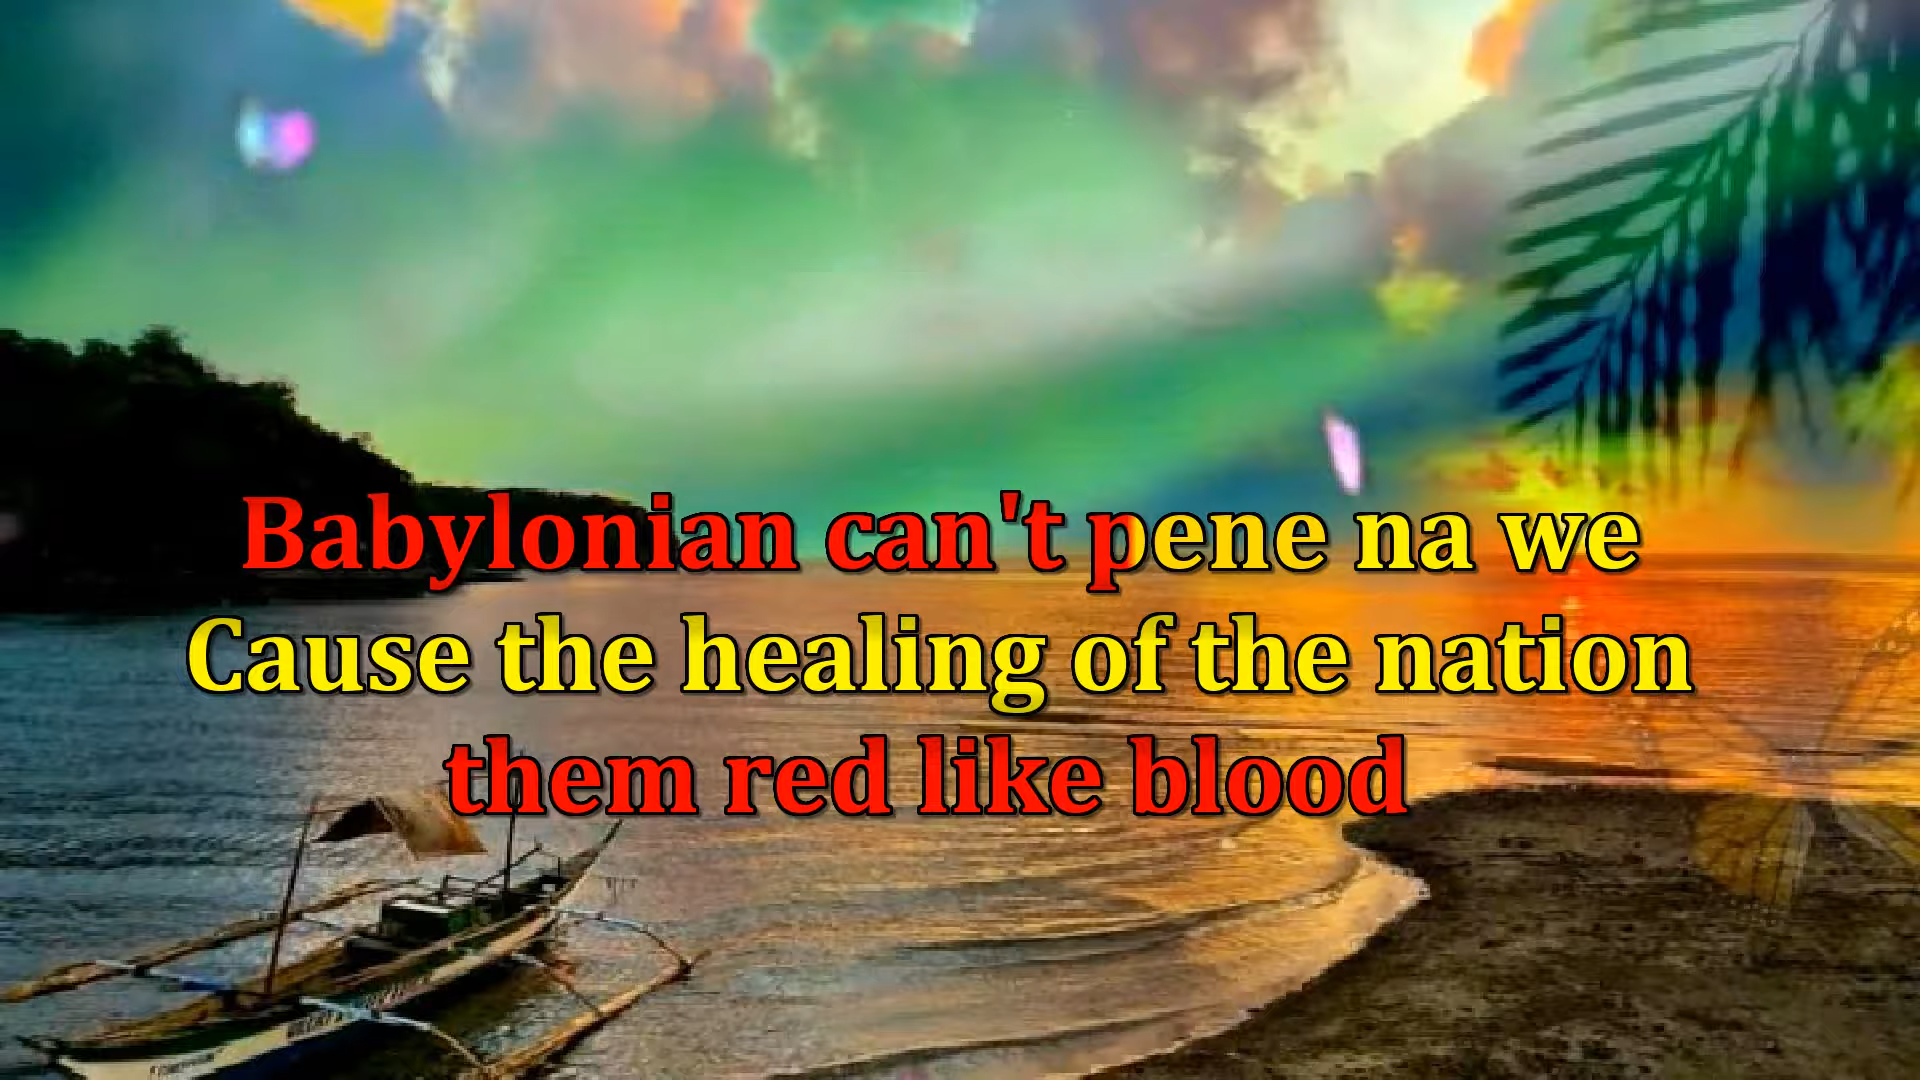 Babylonian can't pene na we
Cause the healing of the nation
them red like blood